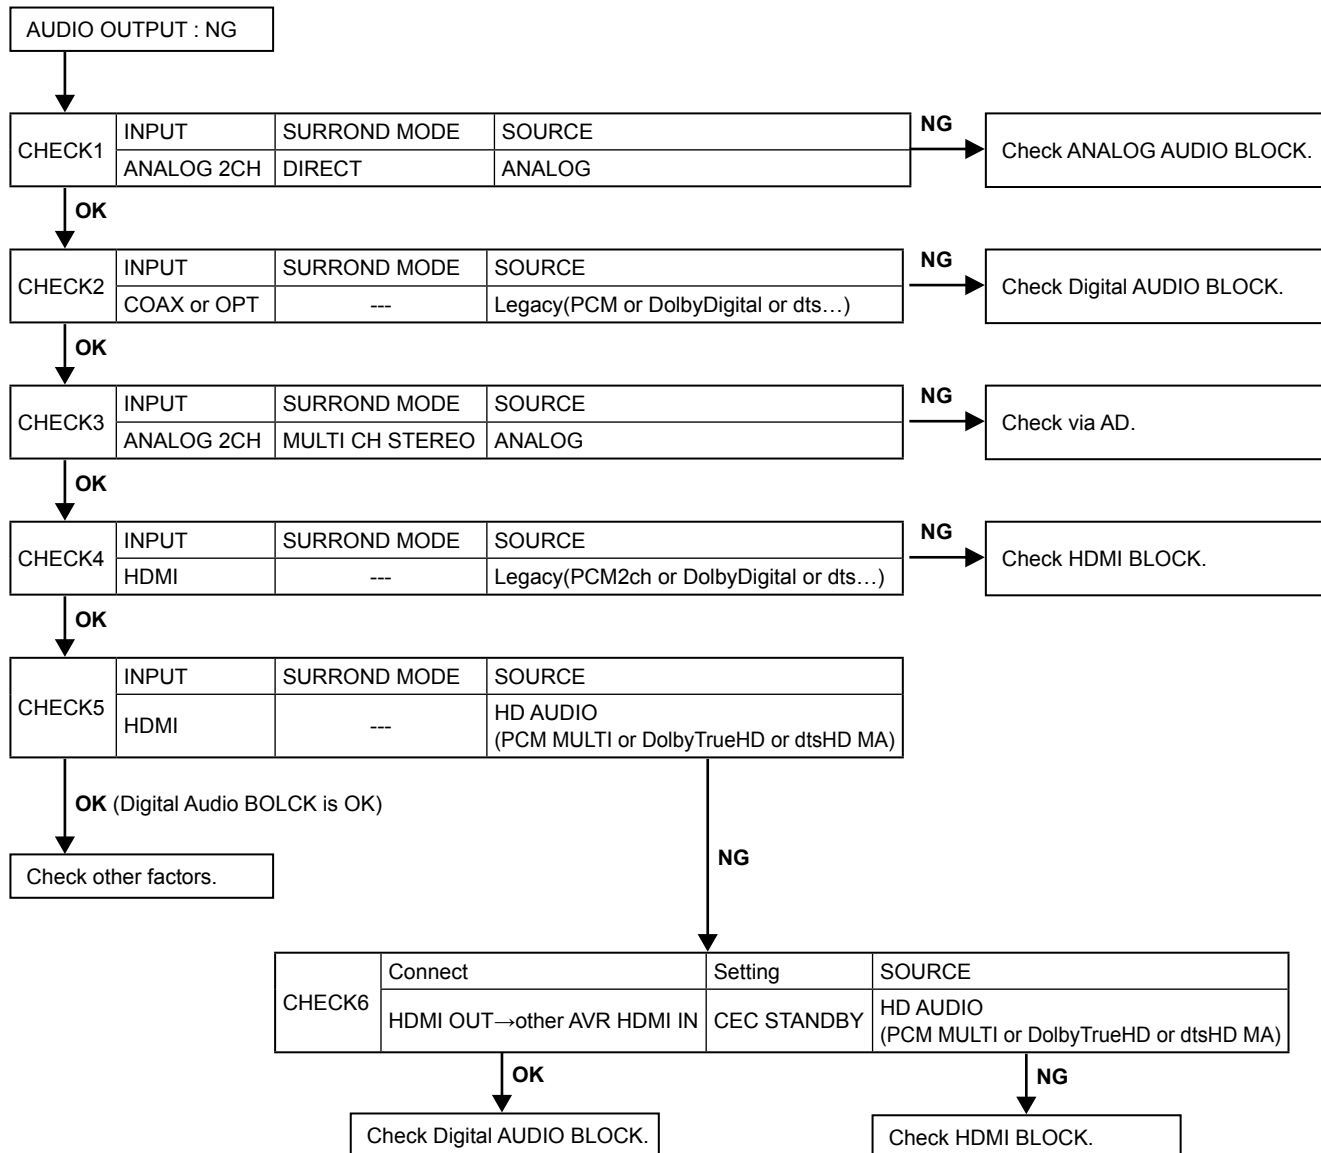 AUDIO OUTPUT : NG
CHECK1
INPUT SURROND MODE SOURCE
ANALOG 2CH DIRECT ANALOG
NG
Check ANALOG AUDIO BLOCK.
OK
CHECK2
INPUT SURROND MODE SOURCE
COAX or OPT --- Legacy(PCM or DolbyDigital or dts…)
NG
Check Digital AUDIO BLOCK.
OK
CHECK3
INPUT SURROND MODE SOURCE
ANALOG 2CH MULTI CH STEREO ANALOG
NG
Check via AD.
OK
CHECK4
INPUT SURROND MODE SOURCE
HDMI --- Legacy(PCM2ch or DolbyDigital or dts…)
NG
Check HDMI BLOCK.
OK
CHECK5
INPUT SURROND MODE SOURCE
HDMI --- HD AUDIO
(PCM MULTI or DolbyTrueHD or dtsHD MA)
OK (Digital Audio BOLCK is OK)
Check other factors.
NG
CHECK6
Connect Setting SOURCE
HDMI OUT→other AVR HDMI IN CEC STANDBY HD AUDIO
(PCM MULTI or DolbyTrueHD or dtsHD MA)
OK
Check Digital AUDIO BLOCK.
NG
Check HDMI BLOCK.